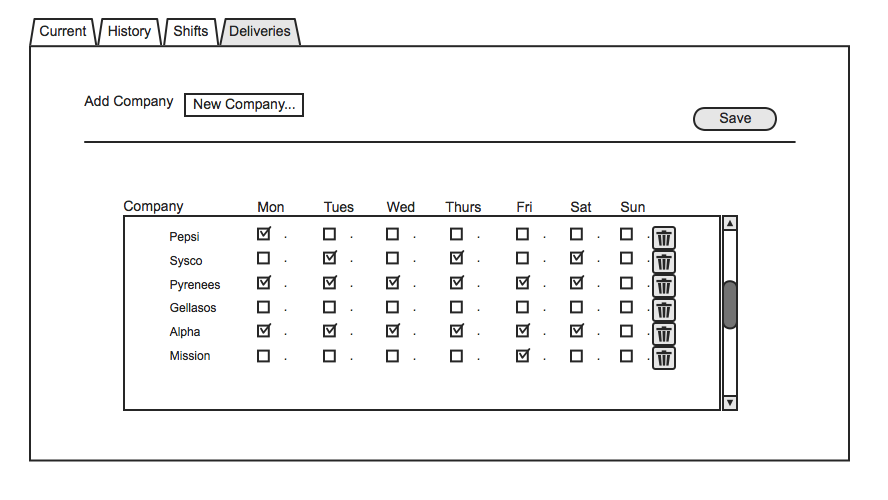 Current History Shifts Deliveries
Add Company New Company...
Save
Company Mon Tues Wed Thurs Fri Sat Sun
Pepsi
Sysco
Pyrenees
Gellasos
Alpha
Mission